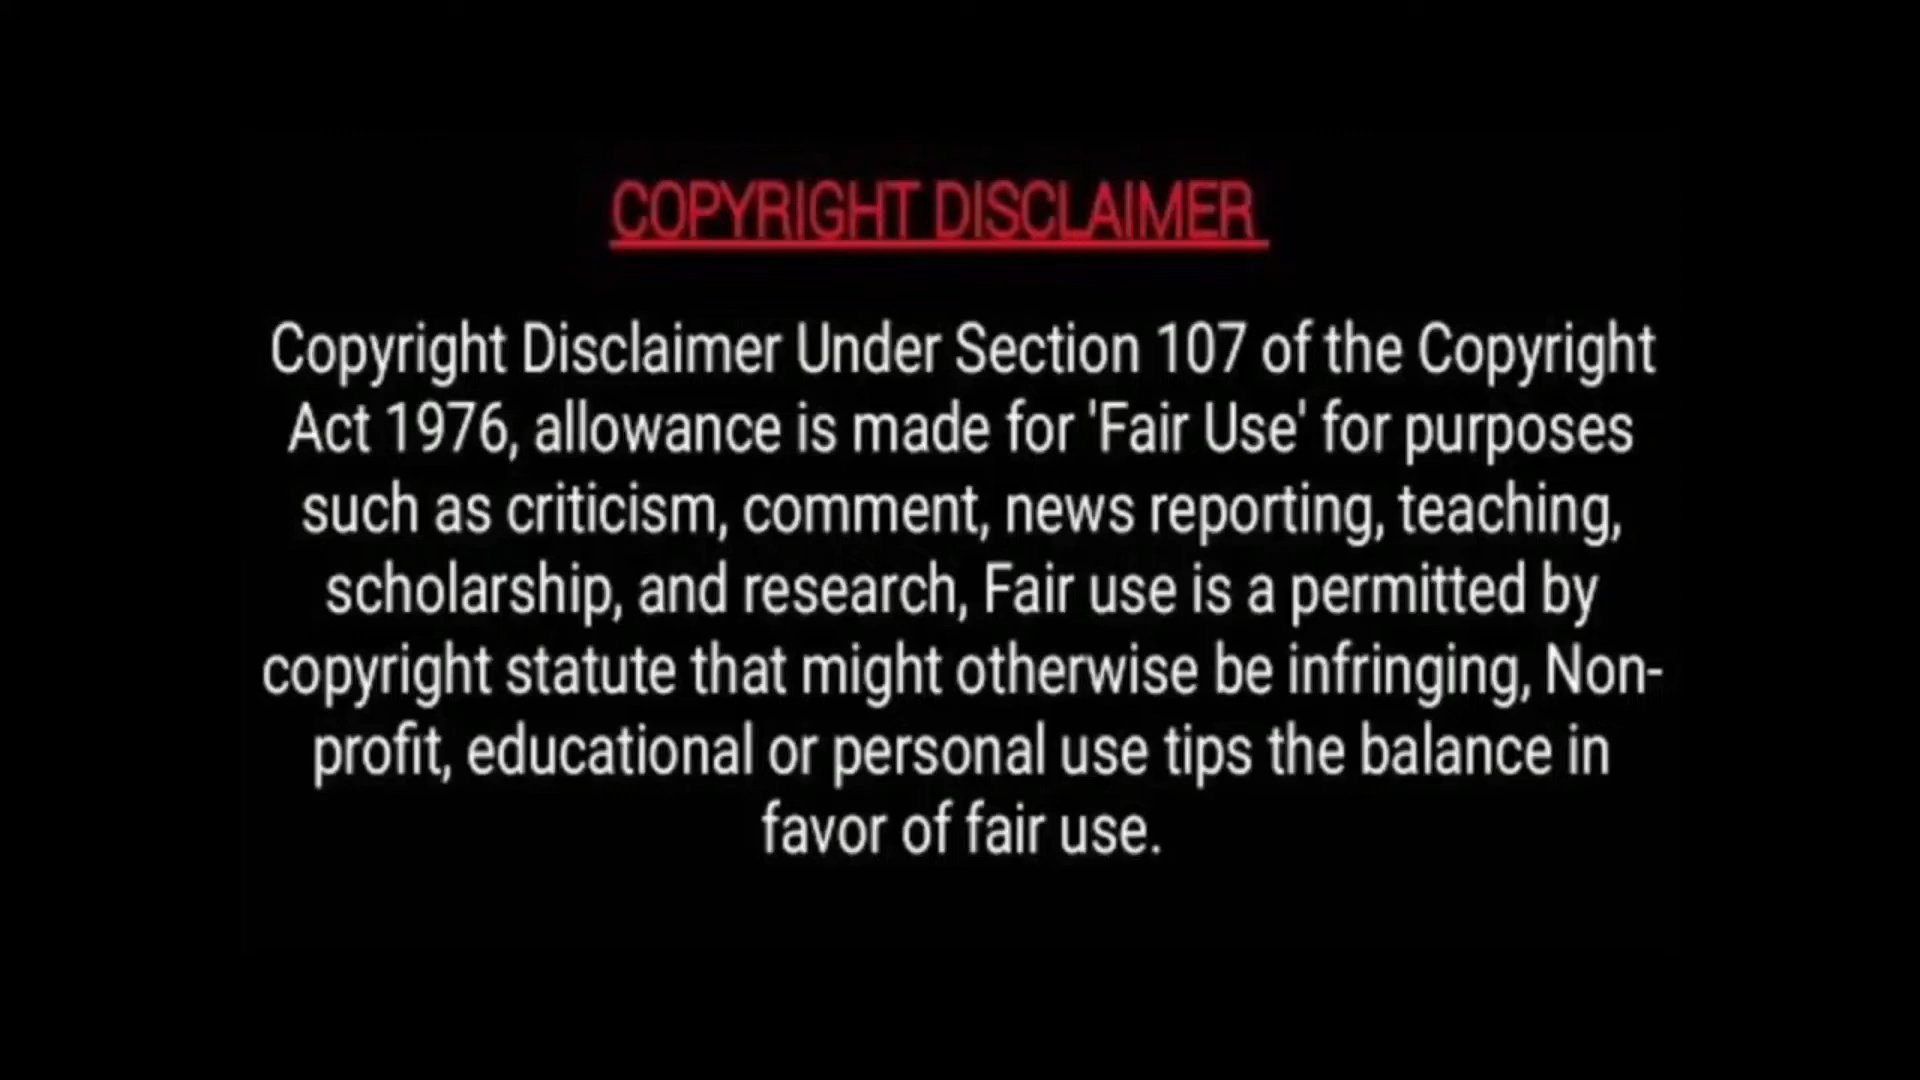 COPYRIGHT DISCLAIMER
Copyright Disclaimer Under Section 107 of the Copyright
Act 1976, allowance is made for 'Fair Use' for purposes
such as criticism, comment, news reporting, teaching,
scholarship, and research, Fair use is a permitted by
copyright statute that might otherwise be infringing, Non-
profit, educational or personal use tips the balance in
favor of fair use.